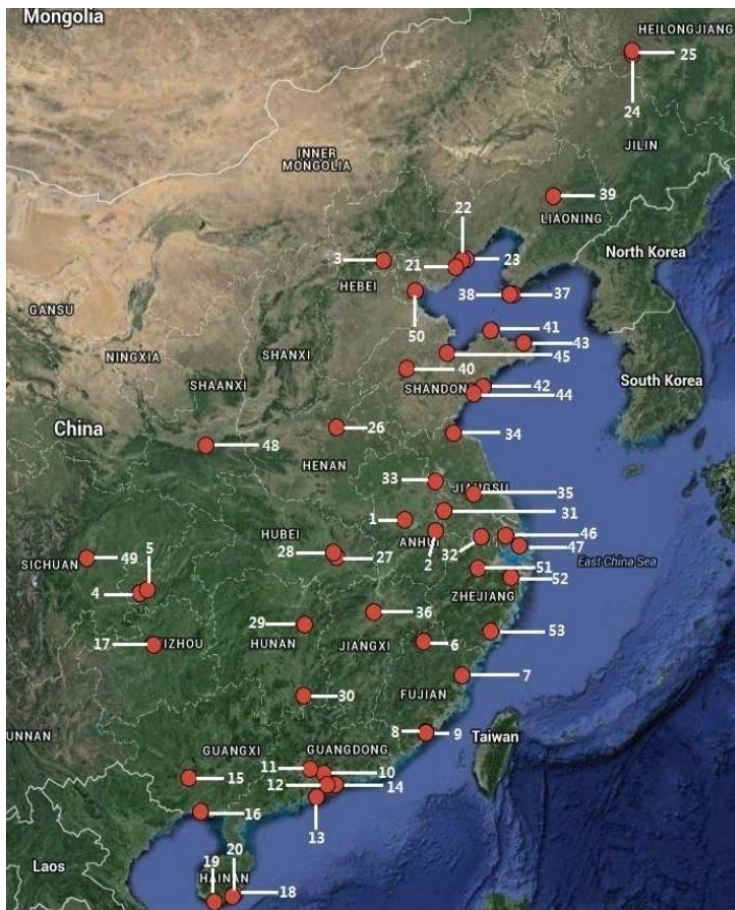 Mongolia
HEILONGJIANG
25
24
JILIN
INNER
MONGOLIA
39
LIAONING
22
North Korea
3
21
23
HEBEI
38
37
GANSU
50
41
SHANXI
43
NINGXIA
45
SHAANXI
40
SHANDON
42
South Korea
44
China
26
34
48
HENAN
33
JIANGSU
35
31
1
HUBEI
ANHUI
46
5
28
49
27
32
47
SICHUAN
2
East China Sea
51
4
52
ZHEJIANG
36
29
53
17
IZHOU
HUNAN
JIANGXI
6
7
30
FUJIAN
8
9
Taiwan
UNNAN
GUANGXI
GUANGDONG
11
10
15
12
14
16
13
20
19
Laos
HAINAN
18